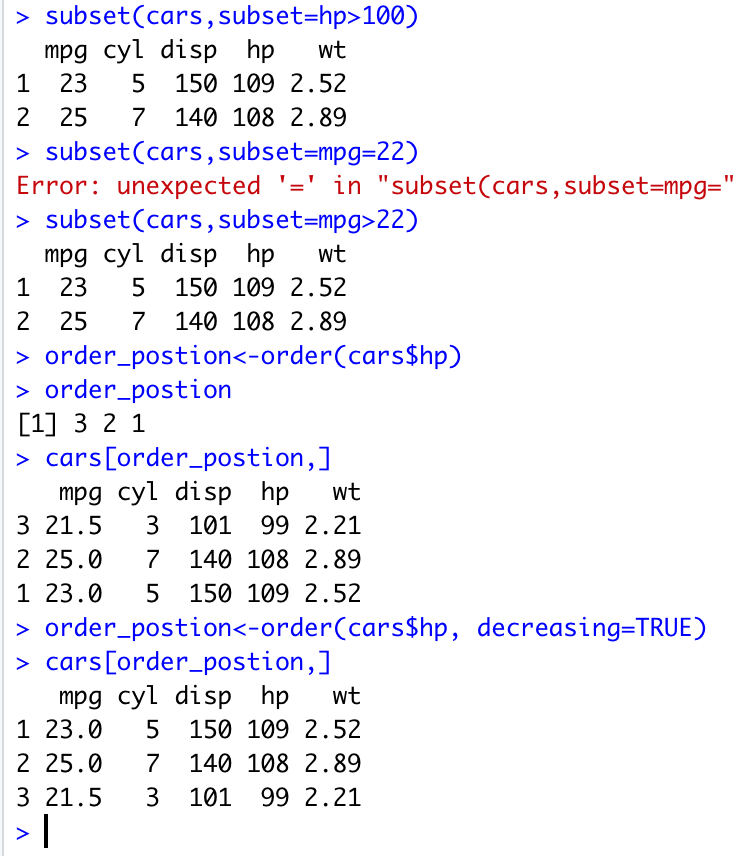 > subset(cars,subset=hp>100)
  mpg cyl disp  hp   wt
1  23   5  150 109 2.52
2  25   7  140 108 2.89
> subset(cars,subset=mpg=22)
Error: unexpected '=' in "subset(cars,subset=mpg="
> subset(cars,subset=mpg>22)
  mpg cyl disp  hp   wt
1  23   5  150 109 2.52
2  25   7  140 108 2.89
> order_postion<-order(cars$hp)
> order_postion
[1] 3 2 1
> cars[order_postion,]
   mpg cyl disp  hp   wt
3 21.5   3  101  99 2.21
2 25.0   7  140 108 2.89
1 23.0   5  150 109 2.52
> order_postion<-order(cars$hp, decreasing=TRUE)
> cars[order_postion,]
   mpg cyl disp  hp   wt
1 23.0   5  150 109 2.52
2 25.0   7  140 108 2.89
3 21.5   3  101  99 2.21
>